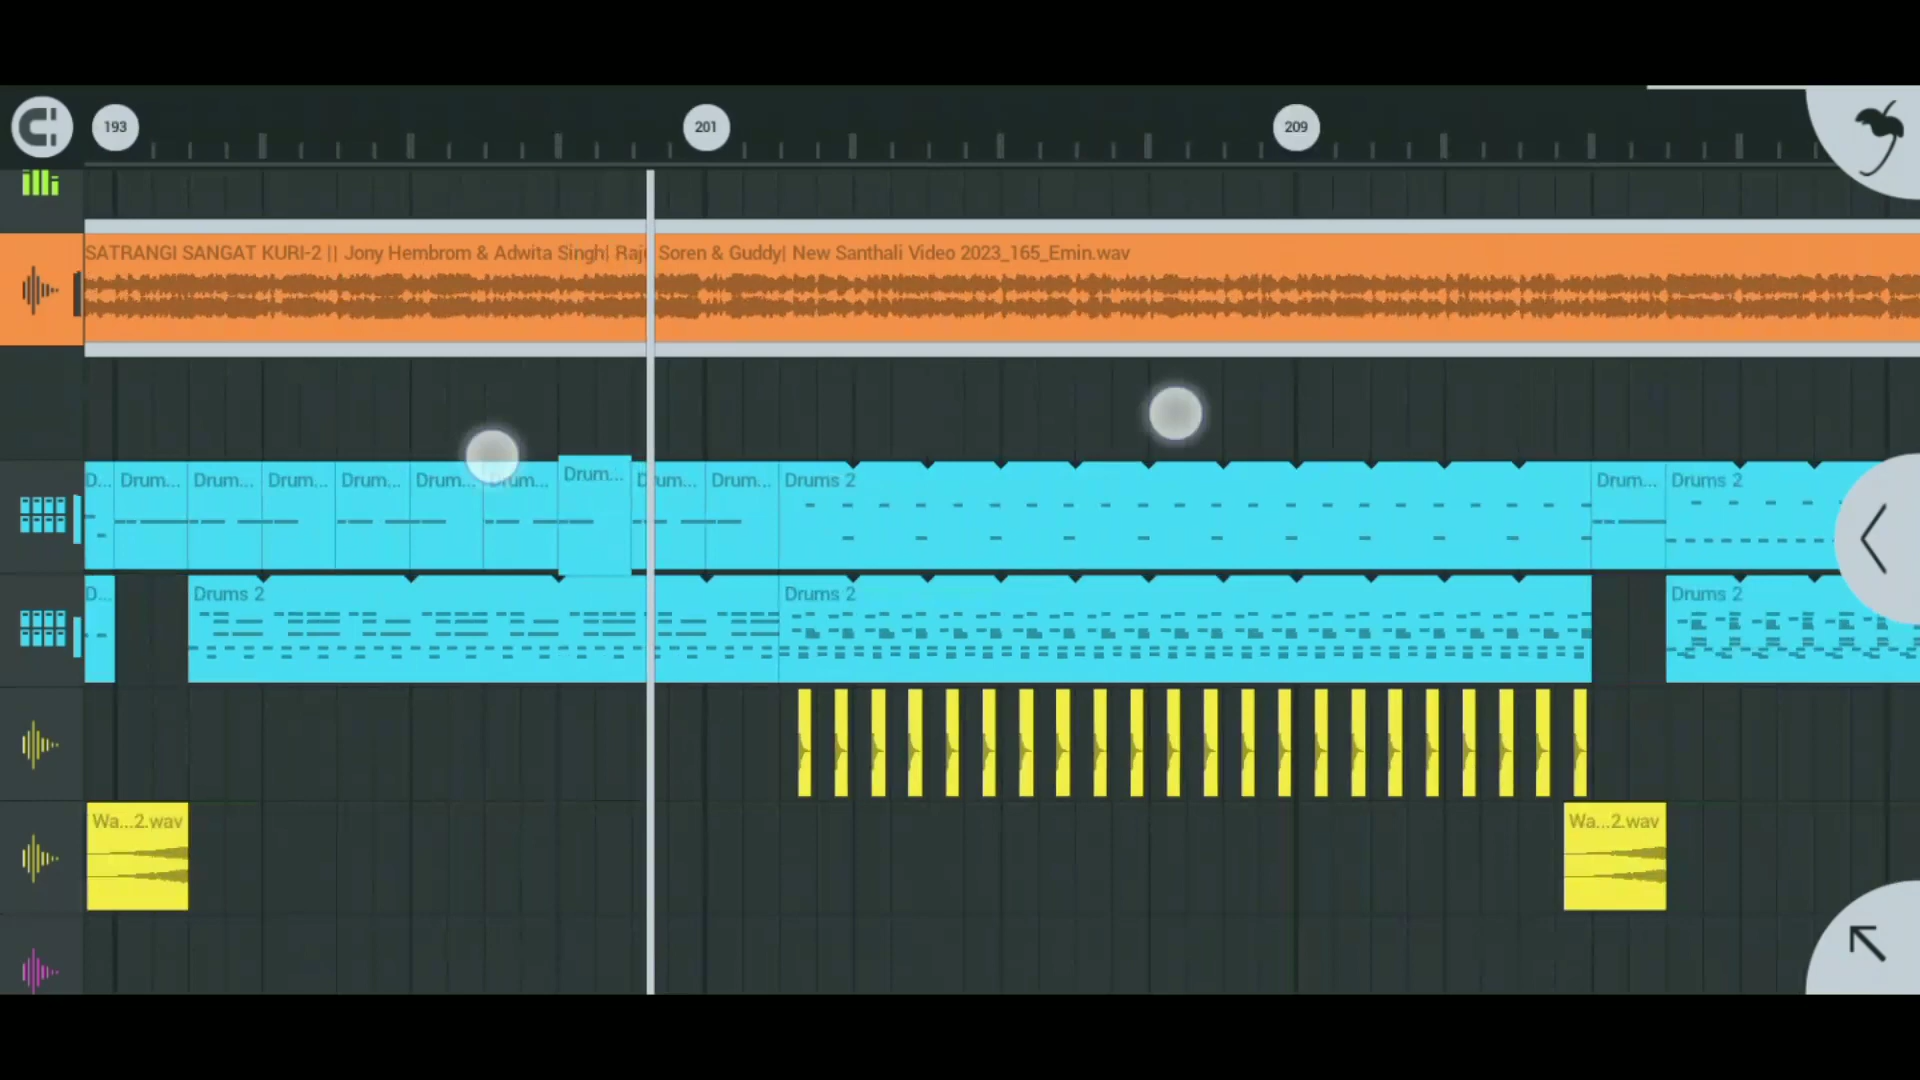 193
201
209
SATRANGI SANGAT KURI-2 || Jony Hembrom & Adwita Singh| Raj Soren & Guddy| New Santhali Video 2023_165_Emin.wav
D... Drum... Drum... Drum... Drum... Drum... Drum... Drum... Drum... Drum... Drums 2 Drum... Drums 2
D... Drums 2 Drums 2 Drums 2
Wa...2.wav Wa...2.wav